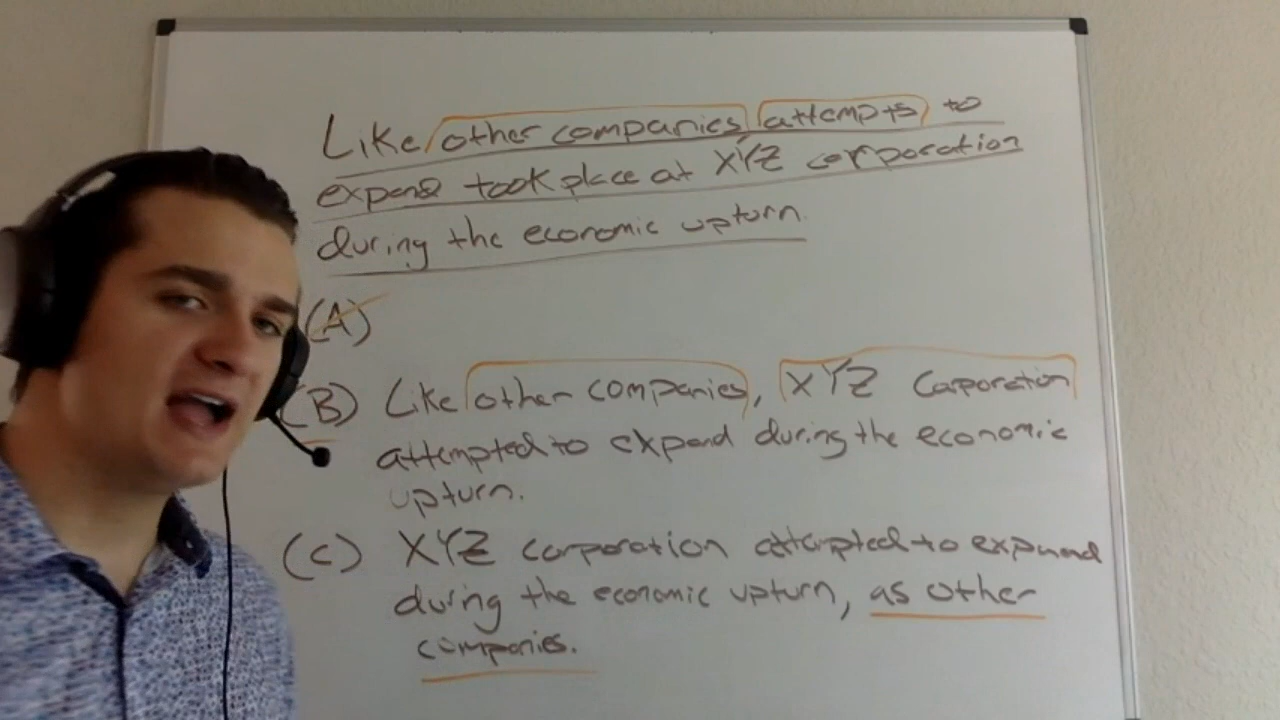 Like other companies, attempts to
expand took place at XYZ corporation
during the economic upturn.
(A)
(B) Like other companies, XYZ Corporation
attempted to expand during the economic
upturn.
(C) XYZ corporation attempted to expand
during the economic upturn, as other
companies.